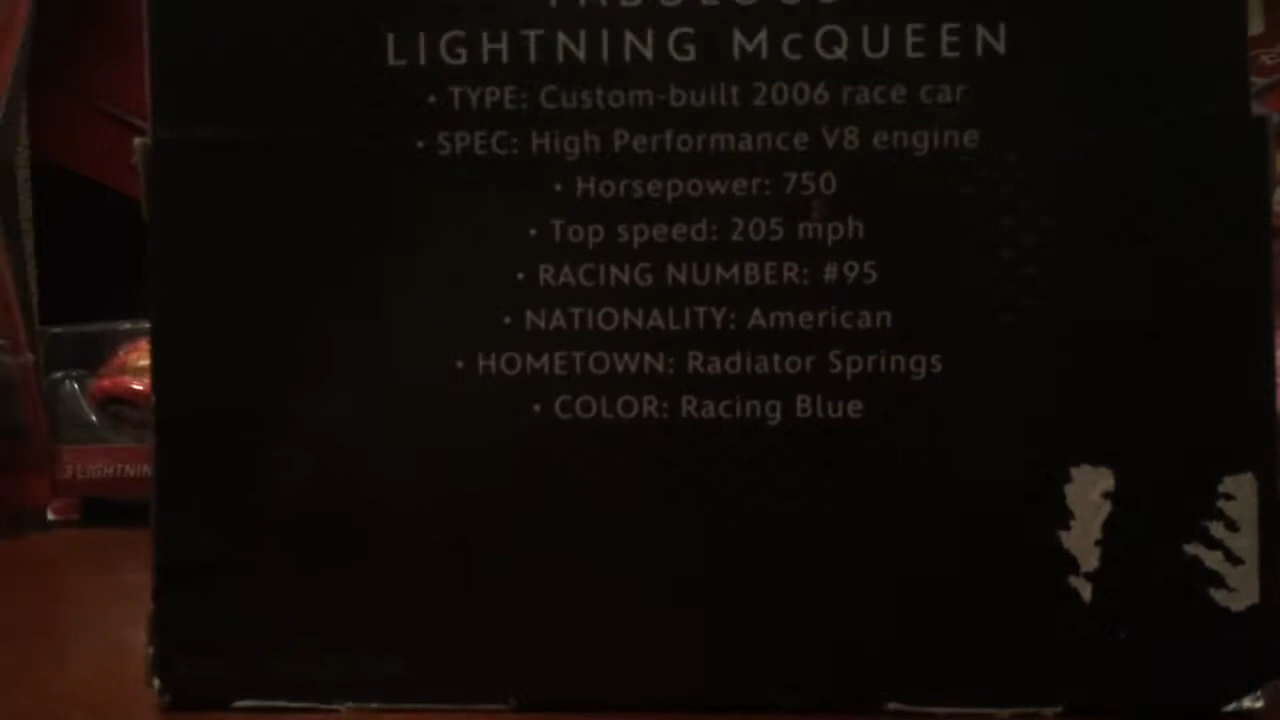 FABULOUS
LIGHTNING McQUEEN
• TYPE: Custom-built 2006 race car
• SPEC: High Performance V8 engine
• Horsepower: 750
• Top speed: 205 mph
• RACING NUMBER: #95
• NATIONALITY: American
• HOMETOWN: Radiator Springs
• COLOR: Racing Blue